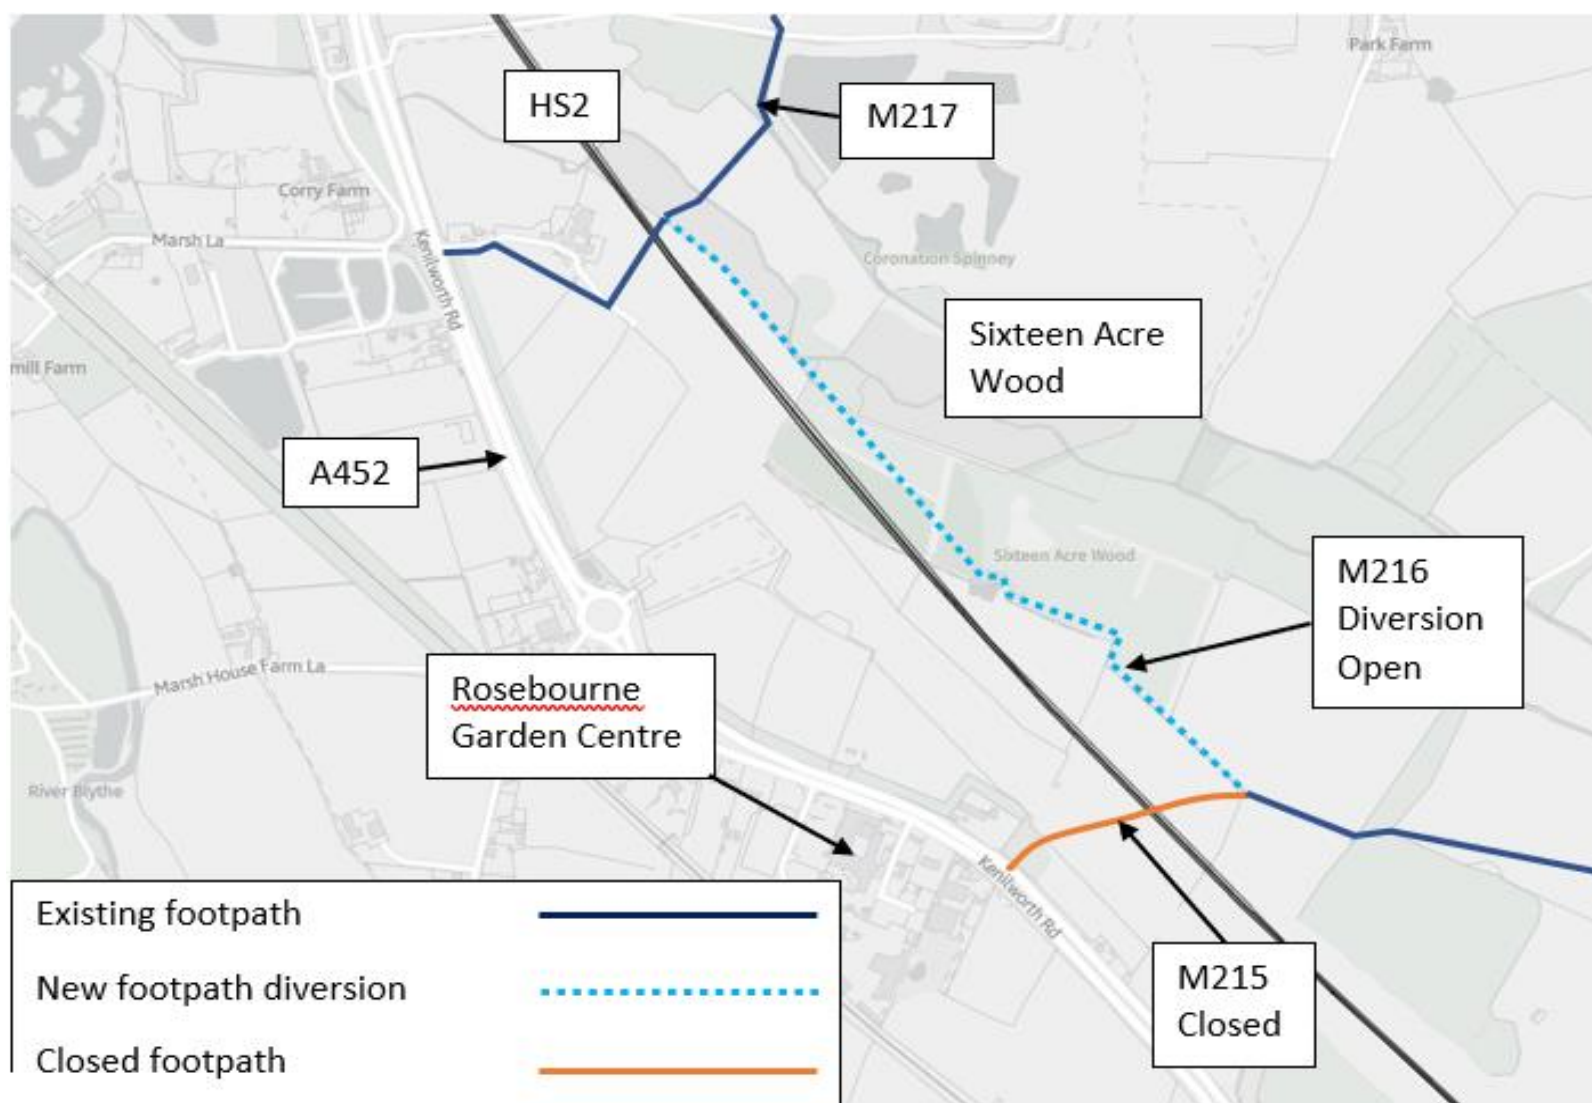 Park Farm
HS2
M217
Corry Farm
Marsh La
Kenilworth Rd
Coronation Spinney
Sixteen Acre
Wood
mill Farm
A452
Sixteen Acre Wood
M216
Diversion
Open
Marsh House Farm La
Rosebourne
Garden Centre
River Blythe
Kenilworth Rd
Existing footpath
New footpath diversion
Closed footpath
M215
Closed